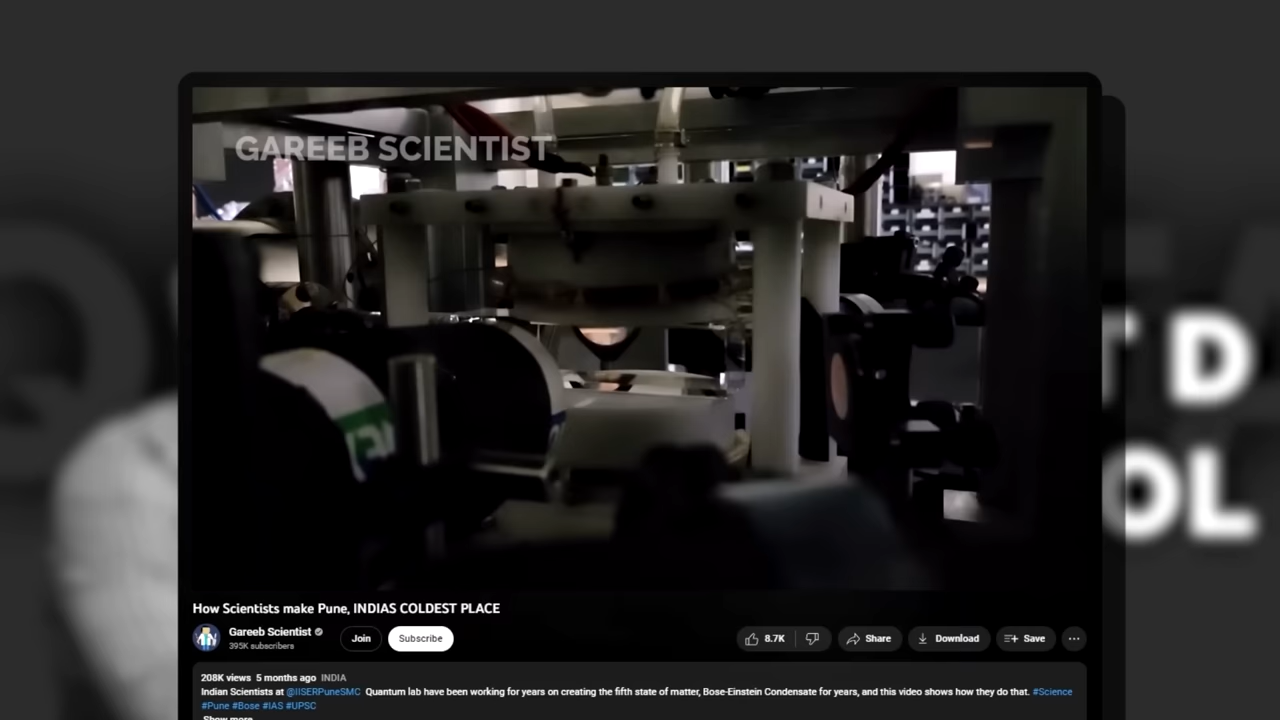 GAREEB SCIENTIST
T D
OL
How Scientists make Pune, INDIAS COLDEST PLACE
Gareeb Scientist
395K subscribers
Join
Subscribe
8.7K
Share
Download
Save
208K views 5 months ago INDIA
Indian Scientists at @IISERPuneSMC Quantum lab have been working for years on creating the fifth state of matter, Bose-Einstein Condensate for years, and this video shows how they do that. #Science
#Pune #Bose #IAS #UPSC
Show more